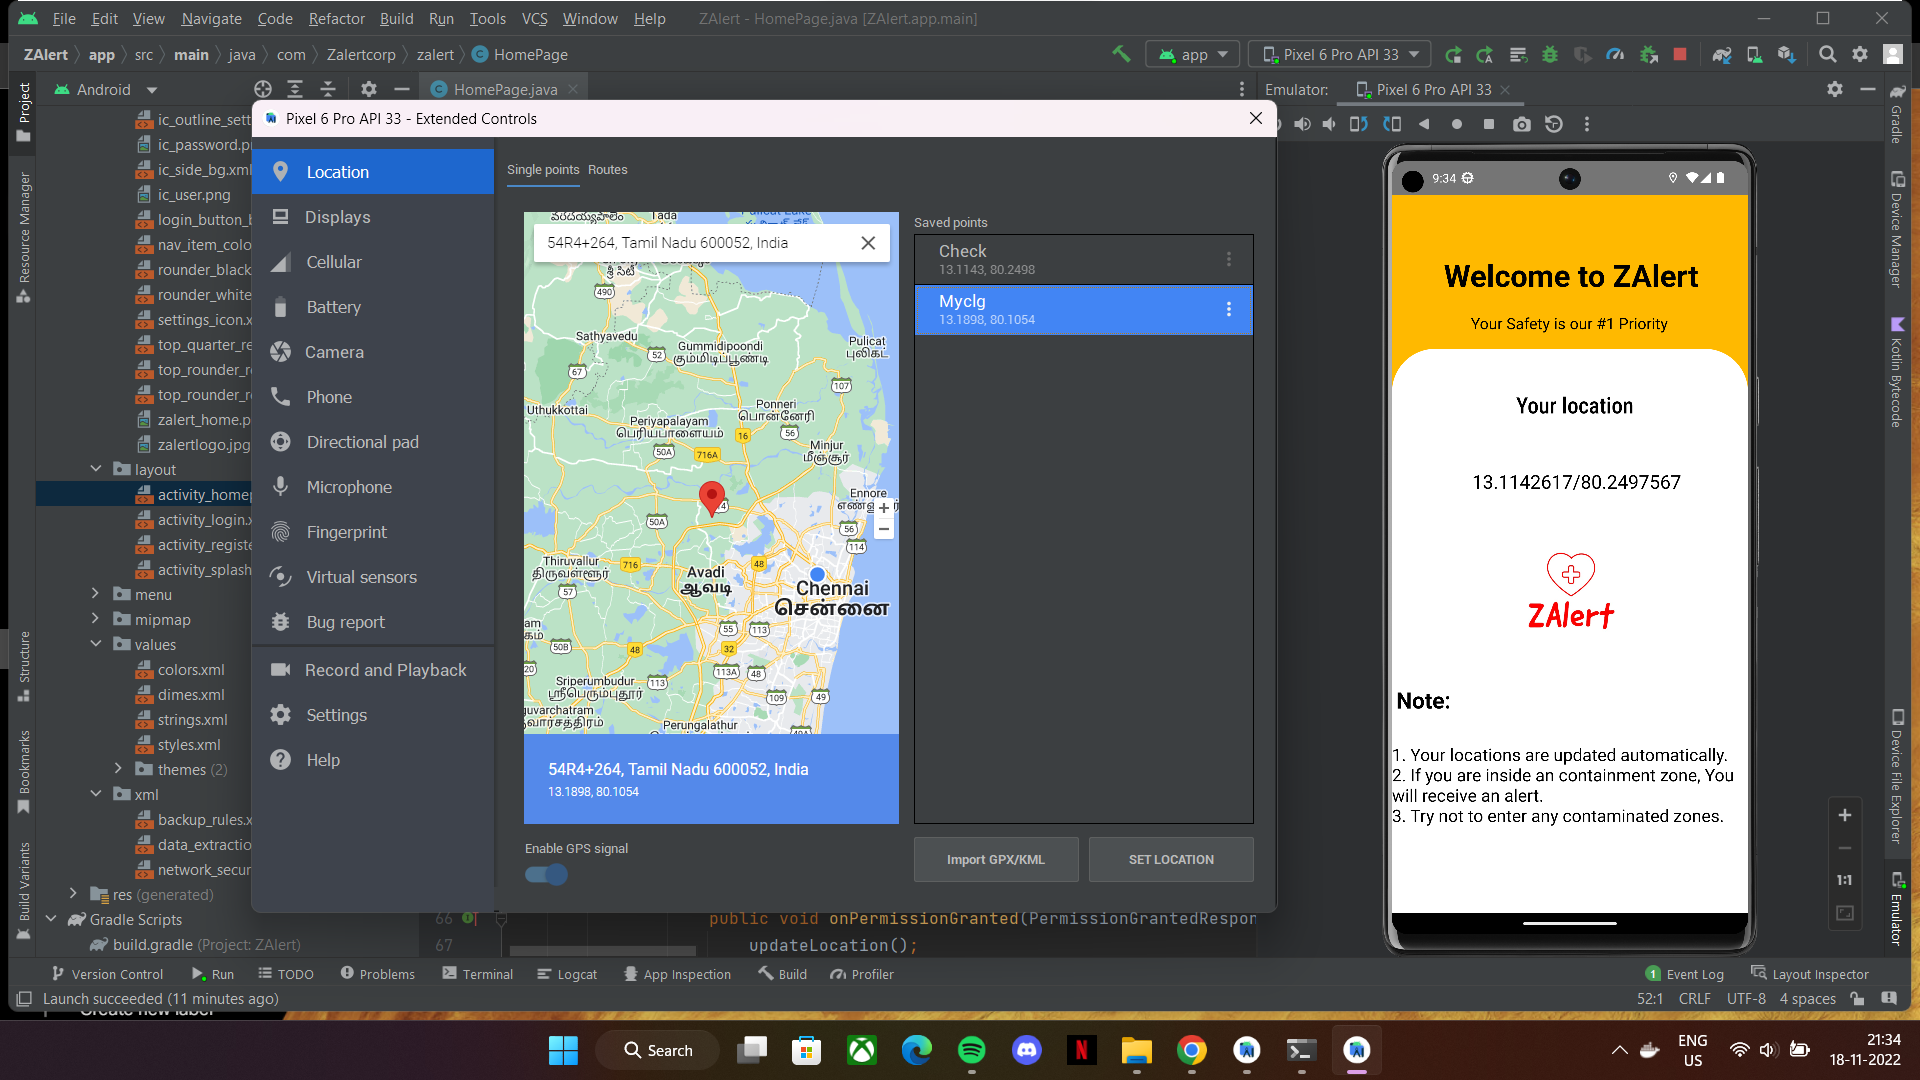 File Edit View Navigate Code Refactor Build Run Tools VCS Window Help ZAlert - HomePage.java [ZAlert.app.main]
ZAlert app src main java com Zalertcorp zalert HomePage app Pixel 6 Pro API 33
Android HomePage.java Emulator: Pixel 6 Pro API 33
Project
Resource Manager
Structure
Bookmarks
Build Variants
ic_outline_sett
ic_password.pn
ic_side_bg.xml
ic_user.png
login_button_b
nav_item_colo
rounder_black
rounder_white
settings_icon.x
top_quarter_re
top_rounder_r
top_rounder_r
zalert_home.p
zalertlogo.jpg
layout
activity_homep
activity_login.x
activity_registe
activity_splash
menu
mipmap
values
colors.xml
dimes.xml
strings.xml
styles.xml
themes (2)
xml
backup_rules.x
data_extractio
network_secur
res (generated)
Gradle Scripts
build.gradle (Project: ZAlert)
Pixel 6 Pro API 33 - Extended Controls
Location
Displays
Cellular
Battery
Camera
Phone
Directional pad
Microphone
Fingerprint
Virtual sensors
Bug report
Record and Playback
Settings
Help
Single points Routes
54R4+264, Tamil Nadu 600052, India
Tada
Pulicat Lake
శ్రీ సిటీ
490
Sathyavedu
Gummidipoondi
கும்மிடிப்பூண்டி
52
Pulicat
புலிகட்
67
107
Uthukkottai
Ponneri
பொன்னேரி
Periyapalayam
பெரியபாளையம்
16
56
50A
716A
Minjur
மீஞ்சூர்
Ennore
50A
56
114
Thiruvallur
திருவள்ளூர்
716
48
Avadi
ஆவடி
57
Chennai
சென்னை
55
113
50B
48
32
113A
48
Sriperumbudur
ஸ்ரீபெரும்புதூர்
113
109
49
guvarchatram
Perungalathur
54R4+264, Tamil Nadu 600052, India
13.1898, 80.1054
Enable GPS signal
Saved points
Check
13.1143, 80.2498
Myclg
13.1898, 80.1054
Import GPX/KML SET LOCATION
66 public void onPermissionGranted(PermissionGrantedRespon
67 updateLocation();
9:34
Welcome to ZAlert
Your Safety is our #1 Priority
Your location
13.1142617/80.2497567
ZAlert
Note:
1. Your locations are updated automatically.
2. If you are inside an containment zone, You
will receive an alert.
3. Try not to enter any contaminated zones.
1:1
Gradle
Device Manager
Kotlin Bytecode
Device File Explorer
Emulator
Version Control Run TODO Problems Terminal Logcat App Inspection Build Profiler 1 Event Log Layout Inspector
Launch succeeded (11 minutes ago) 52:1 CRLF UTF-8 4 spaces
Create new label
Search
ENG
US
21:34
18-11-2022